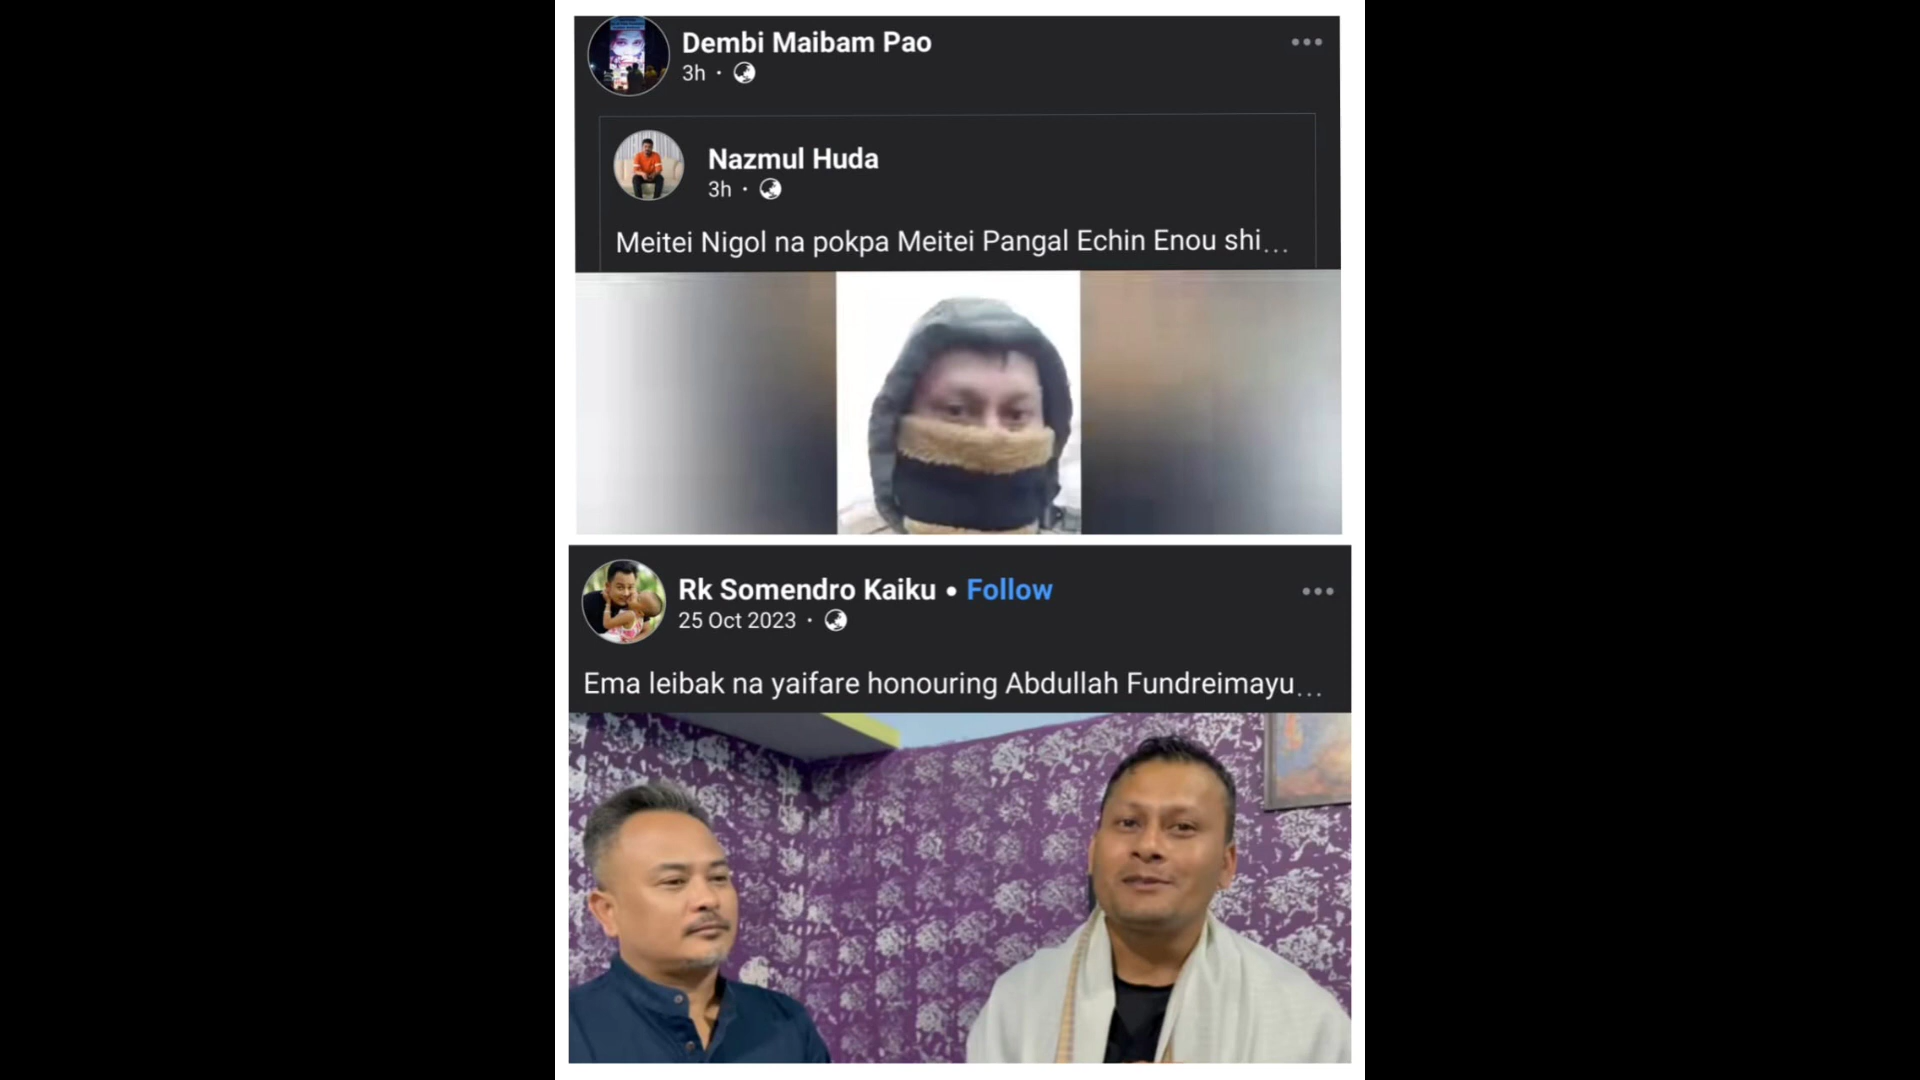 Dembi Maibam Pao
3h ·
Nazmul Huda
3h ·
Meitei Nigol na pokpa Meitei Pangal Echin Enou shi...
Rk Somendro Kaiku • Follow
25 Oct 2023 ·
Ema leibak na yaifare honouring Abdullah Fundreimayu...